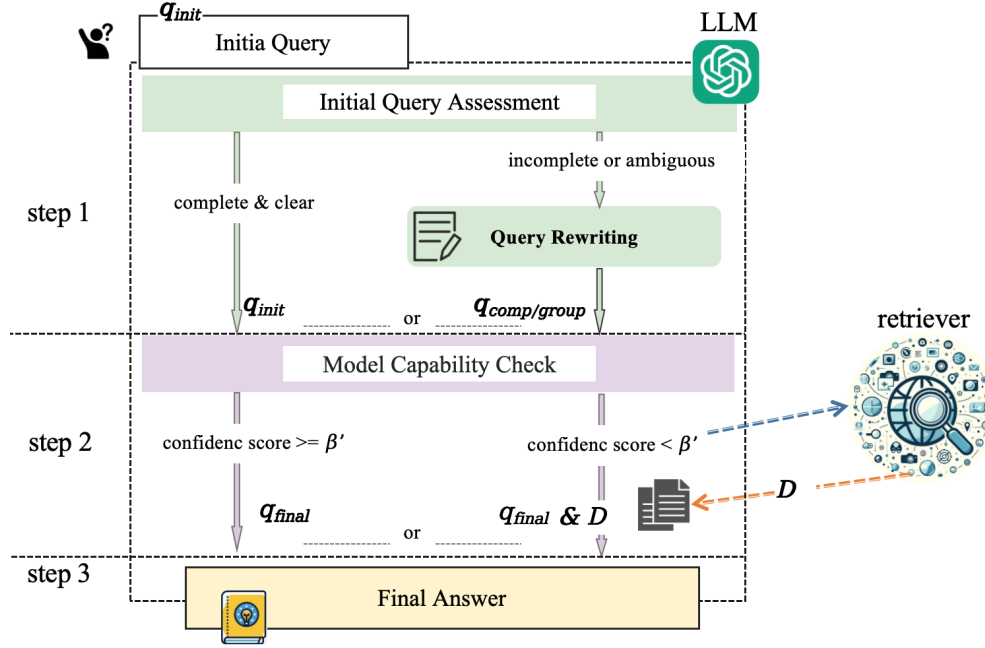 q_init
Initia Query
LLM
Initial Query Assessment
incomplete or ambiguous
complete & clear
step 1
Query Rewriting
q_init
or
q_comp/group
retriever
Model Capability Check
step 2
confidenc score >= β′
confidenc score < β′
D
q_final
or
q_final & D
step 3
Final Answer